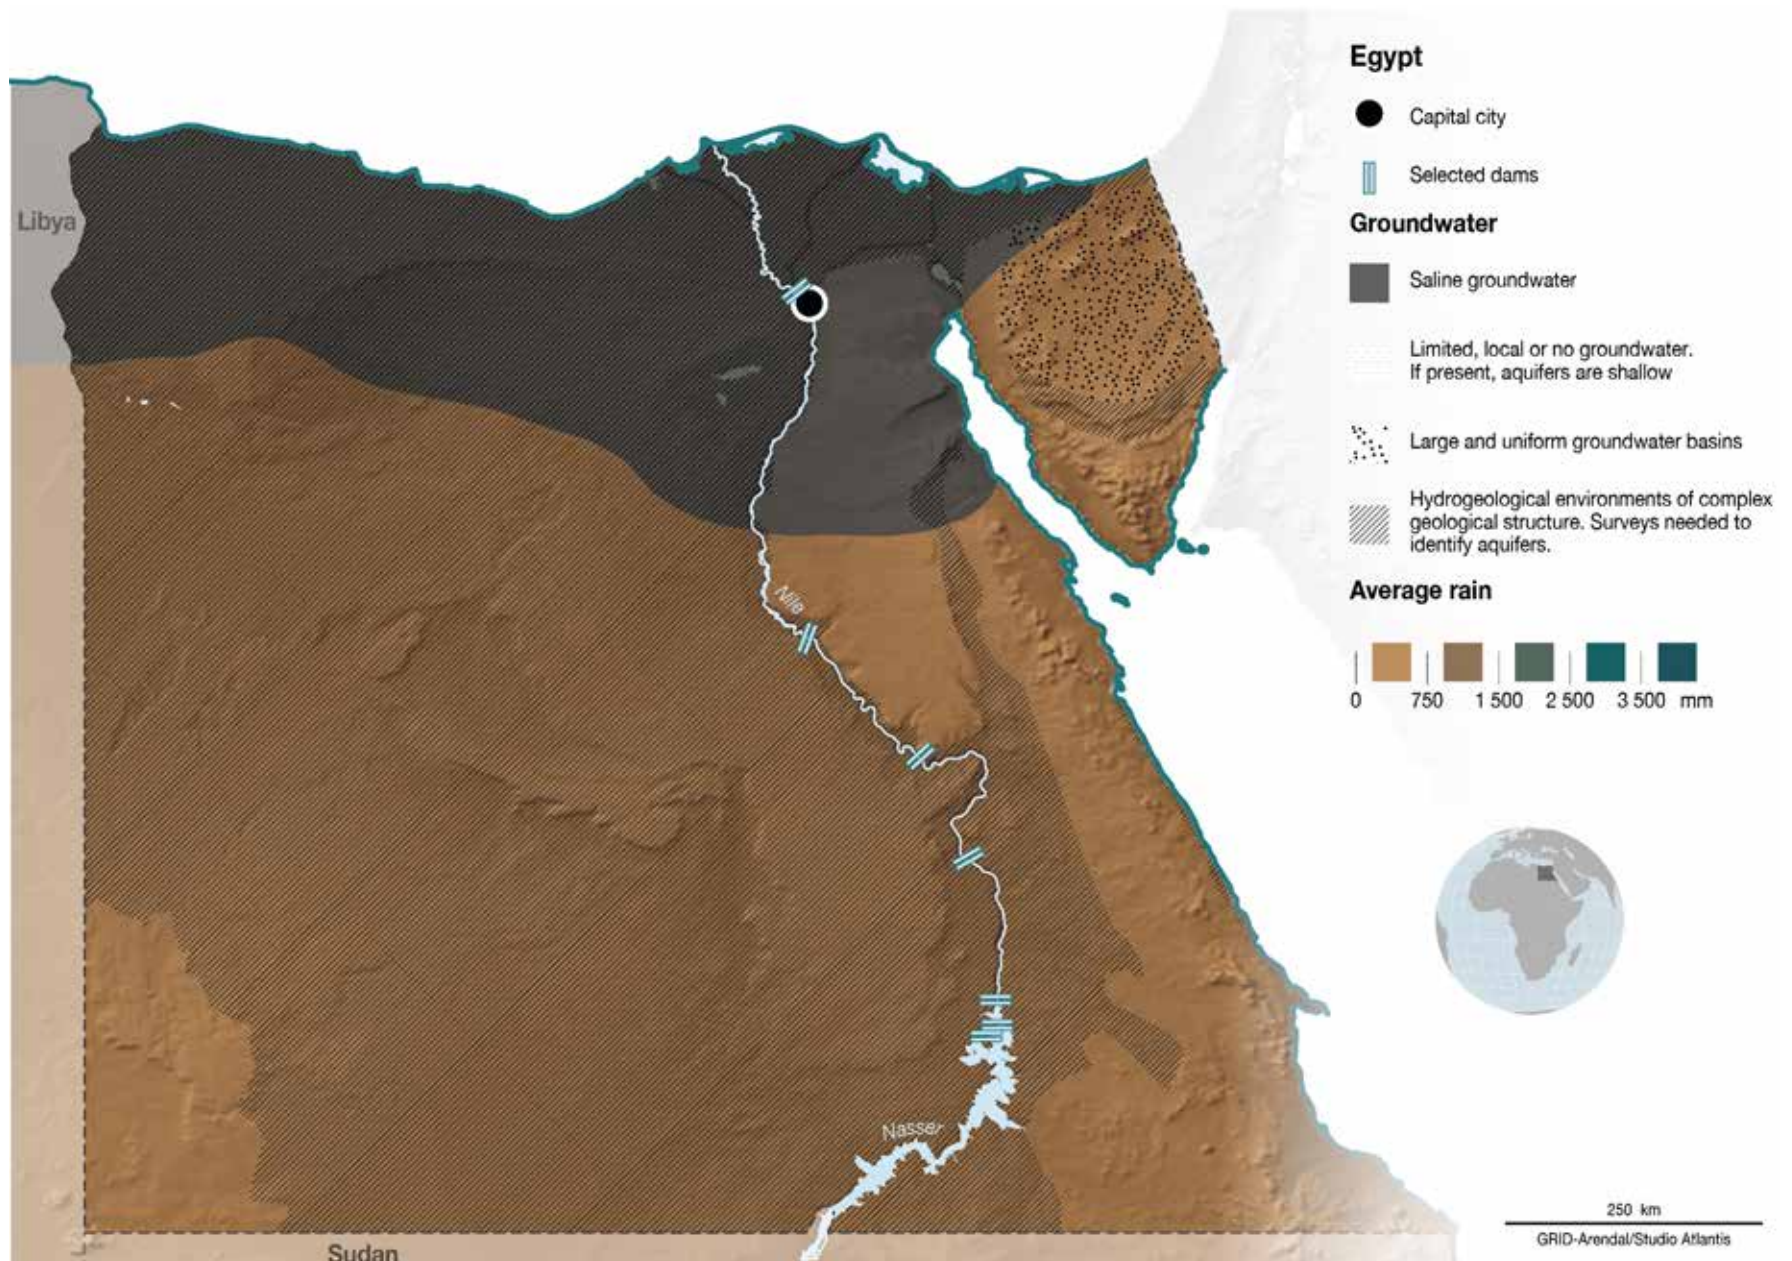 Egypt
Capital city
Selected dams
Groundwater
Saline groundwater
Limited, local or no groundwater.
If present, aquifers are shallow
Large and uniform groundwater basins
Hydrogeological environments of complex
geological structure. Surveys needed to
identify aquifers.
Average rain
0 750 1 500 2 500 3 500 mm
Libya
Nile
Nasser
Sudan
250 km
GRID-Arendal/Studio Atlantis